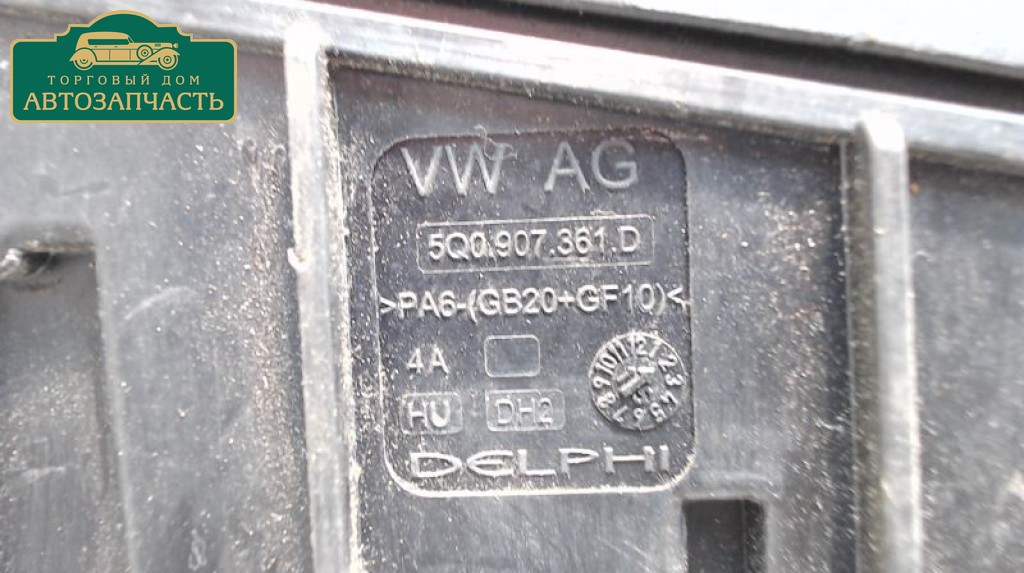 ТОРГОВЫЙ ДОМ
АВТОЗАПЧАСТЬ
VW AG
5Q0.907.361.D
>PA6-(GB20+GF10)<
4A
HU DH2
DELPHI